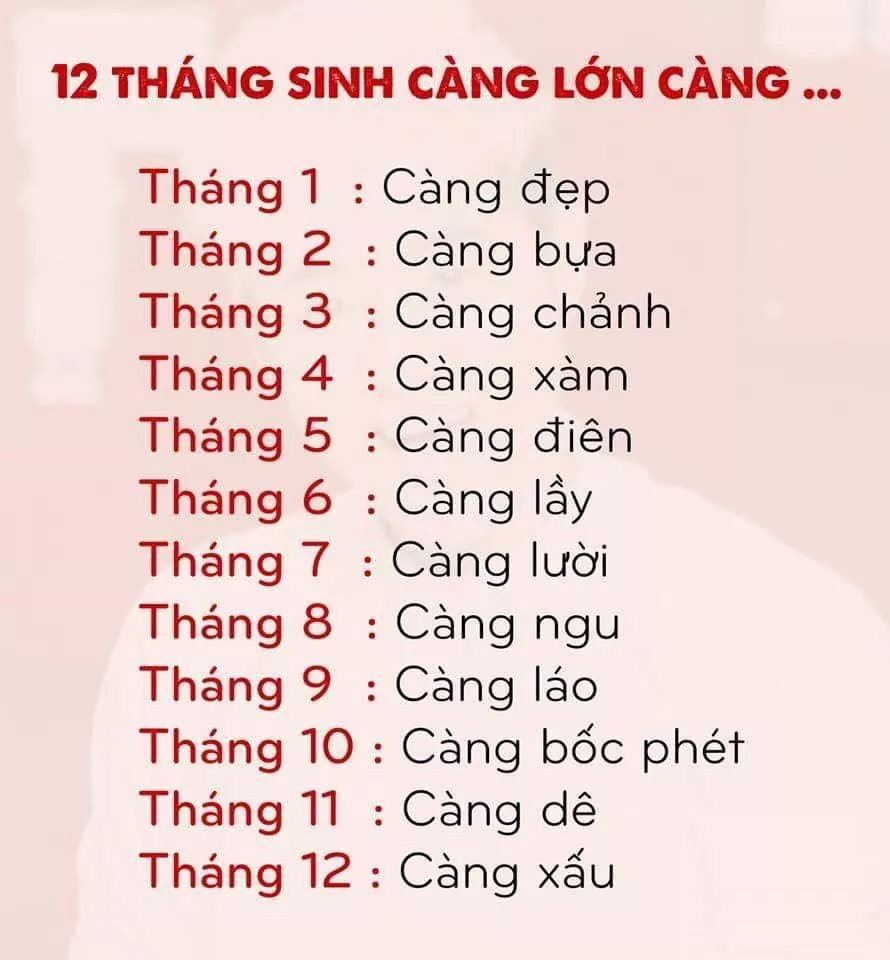 12 THÁNG SINH CÀNG LỚN CÀNG ...
Tháng 1 : Càng đẹp
Tháng 2 : Càng bựa
Tháng 3 : Càng chảnh
Tháng 4 : Càng xàm
Tháng 5 : Càng điên
Tháng 6 : Càng lầy
Tháng 7 : Càng lười
Tháng 8 : Càng ngu
Tháng 9 : Càng láo
Tháng 10 : Càng bốc phét
Tháng 11 : Càng dê
Tháng 12 : Càng xấu